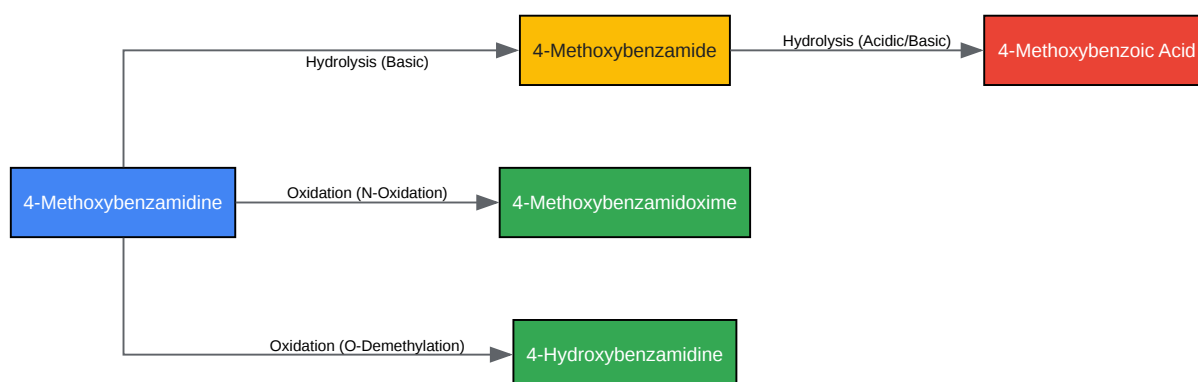 Hydrolysis (Basic)
4-Methoxybenzamide
Hydrolysis (Acidic/Basic)
4-Methoxybenzoic Acid
4-Methoxybenzamidine
Oxidation (N-Oxidation)
4-Methoxybenzamidoxime
Oxidation (O-Demethylation)
4-Hydroxybenzamidine